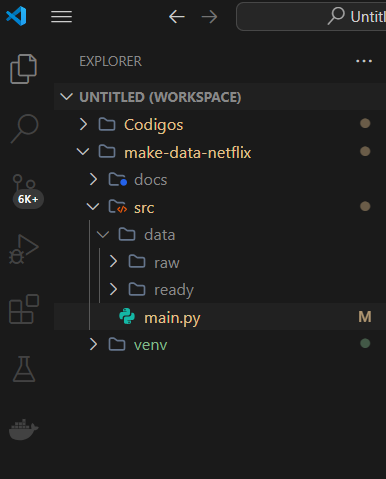 Untitl
EXPLORER
UNTITLED (WORKSPACE)
Codigos
make-data-netflix
docs
src
data
raw
ready
main.py M
venv
6K+